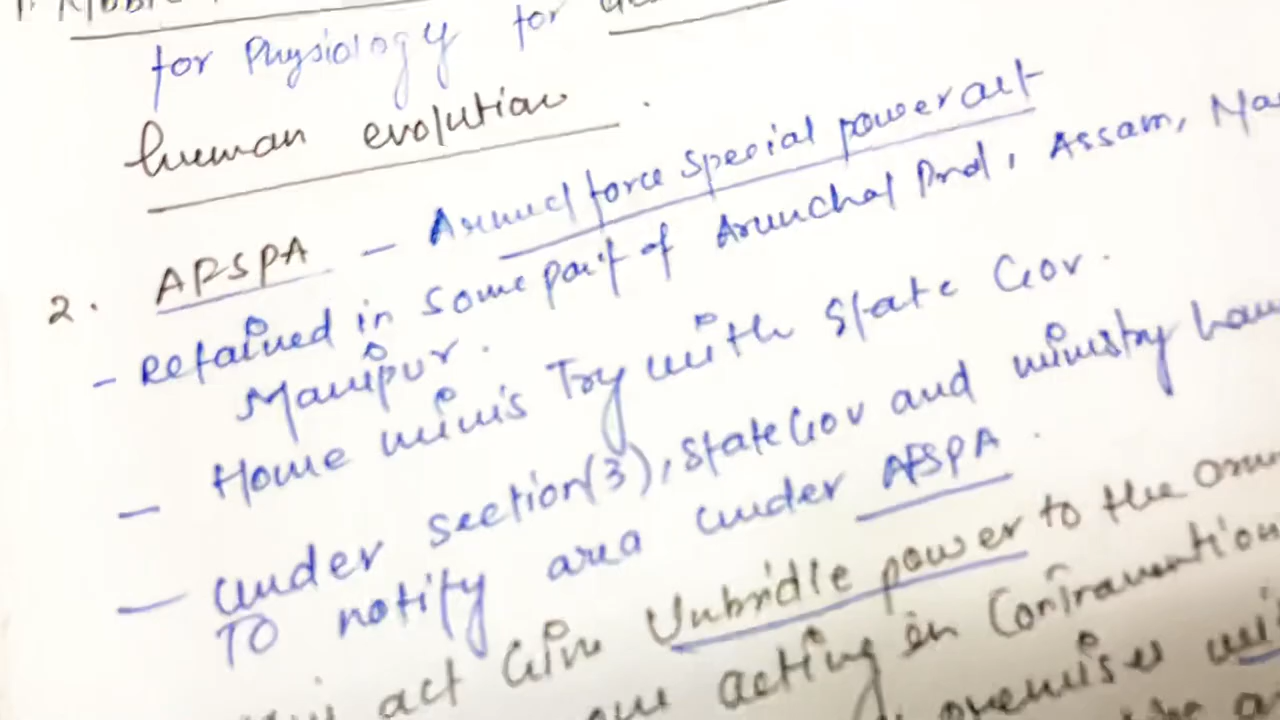 for Physiology for
human evolution.
2. AFSPA - Armed force special power act
- Retained in some part of Arunchal Prd, Assam,
Manipur.
- Home minis Try with State Gov.
- under section(3), state Gov and ministry
To notify area under AFSPA.
act Give Unbridle power to the
acting in Contravention